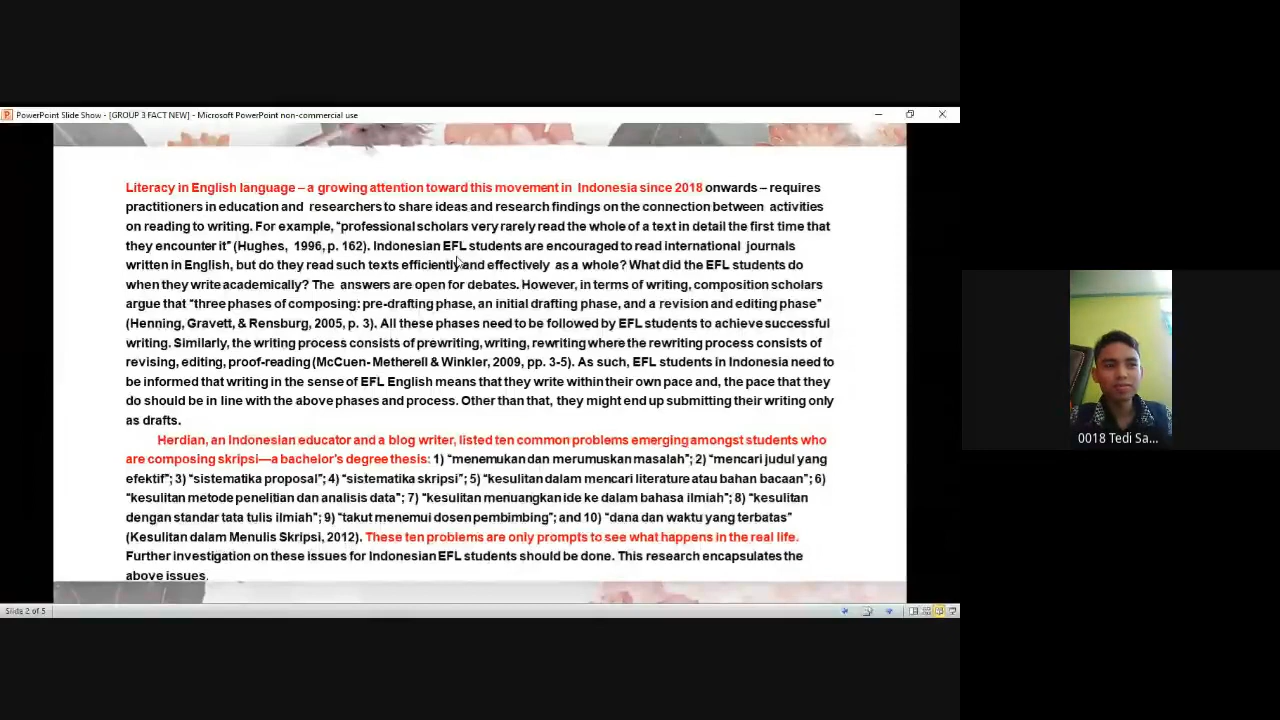 PowerPoint Slide Show - [GROUP 3 FACT NEW] - Microsoft PowerPoint non-commercial use
Literacy in English language – a growing attention toward this movement in Indonesia since 2018 onwards – requires
practitioners in education and researchers to share ideas and research findings on the connection between activities
on reading to writing. For example, “professional scholars very rarely read the whole of a text in detail the first time that
they encounter it” (Hughes, 1996, p. 162). Indonesian EFL students are encouraged to read international journals
written in English, but do they read such texts efficiently and effectively as a whole? What did the EFL students do
when they write academically? The answers are open for debates. However, in terms of writing, composition scholars
argue that “three phases of composing: pre-drafting phase, an initial drafting phase, and a revision and editing phase”
(Henning, Gravett, & Rensburg, 2005, p. 3). All these phases need to be followed by EFL students to achieve successful
writing. Similarly, the writing process consists of prewriting, writing, rewriting where the rewriting process consists of
revising, editing, proof-reading (McCuen- Metherell & Winkler, 2009, pp. 3-5). As such, EFL students in Indonesia need to
be informed that writing in the sense of EFL English means that they write within their own pace and, the pace that they
do should be in line with the above phases and process. Other than that, they might end up submitting their writing only
as drafts.
Herdian, an Indonesian educator and a blog writer, listed ten common problems emerging amongst students who
are composing skripsi—a bachelor's degree thesis: 1) “menemukan dan merumuskan masalah”; 2) “mencari judul yang
efektif”; 3) “sistematika proposal”; 4) “sistematika skripsi”; 5) “kesulitan dalam mencari literature atau bahan bacaan”; 6)
“kesulitan metode penelitian dan analisis data”; 7) “kesulitan menuangkan ide ke dalam bahasa ilmiah”; 8) “kesulitan
dengan standar tata tulis ilmiah”; 9) “takut menemui dosen pembimbing”; and 10) “dana dan waktu yang terbatas”
(Kesulitan dalam Menulis Skripsi, 2012). These ten problems are only prompts to see what happens in the real life.
Further investigation on these issues for Indonesian EFL students should be done. This research encapsulates the
above issues.
Slide 2 of 5
0018 Tedi Sa...